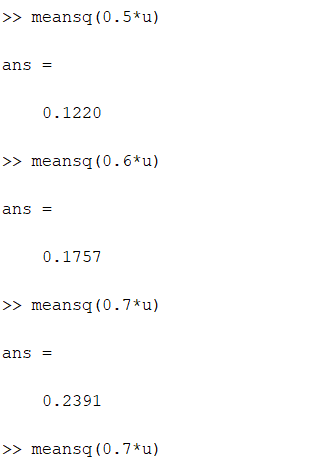 >> meansq(0.5*u)
ans =
0.1220
>> meansq(0.6*u)
ans =
0.1757
>> meansq(0.7*u)
ans =
0.2391
>> meansq(0.7*u)